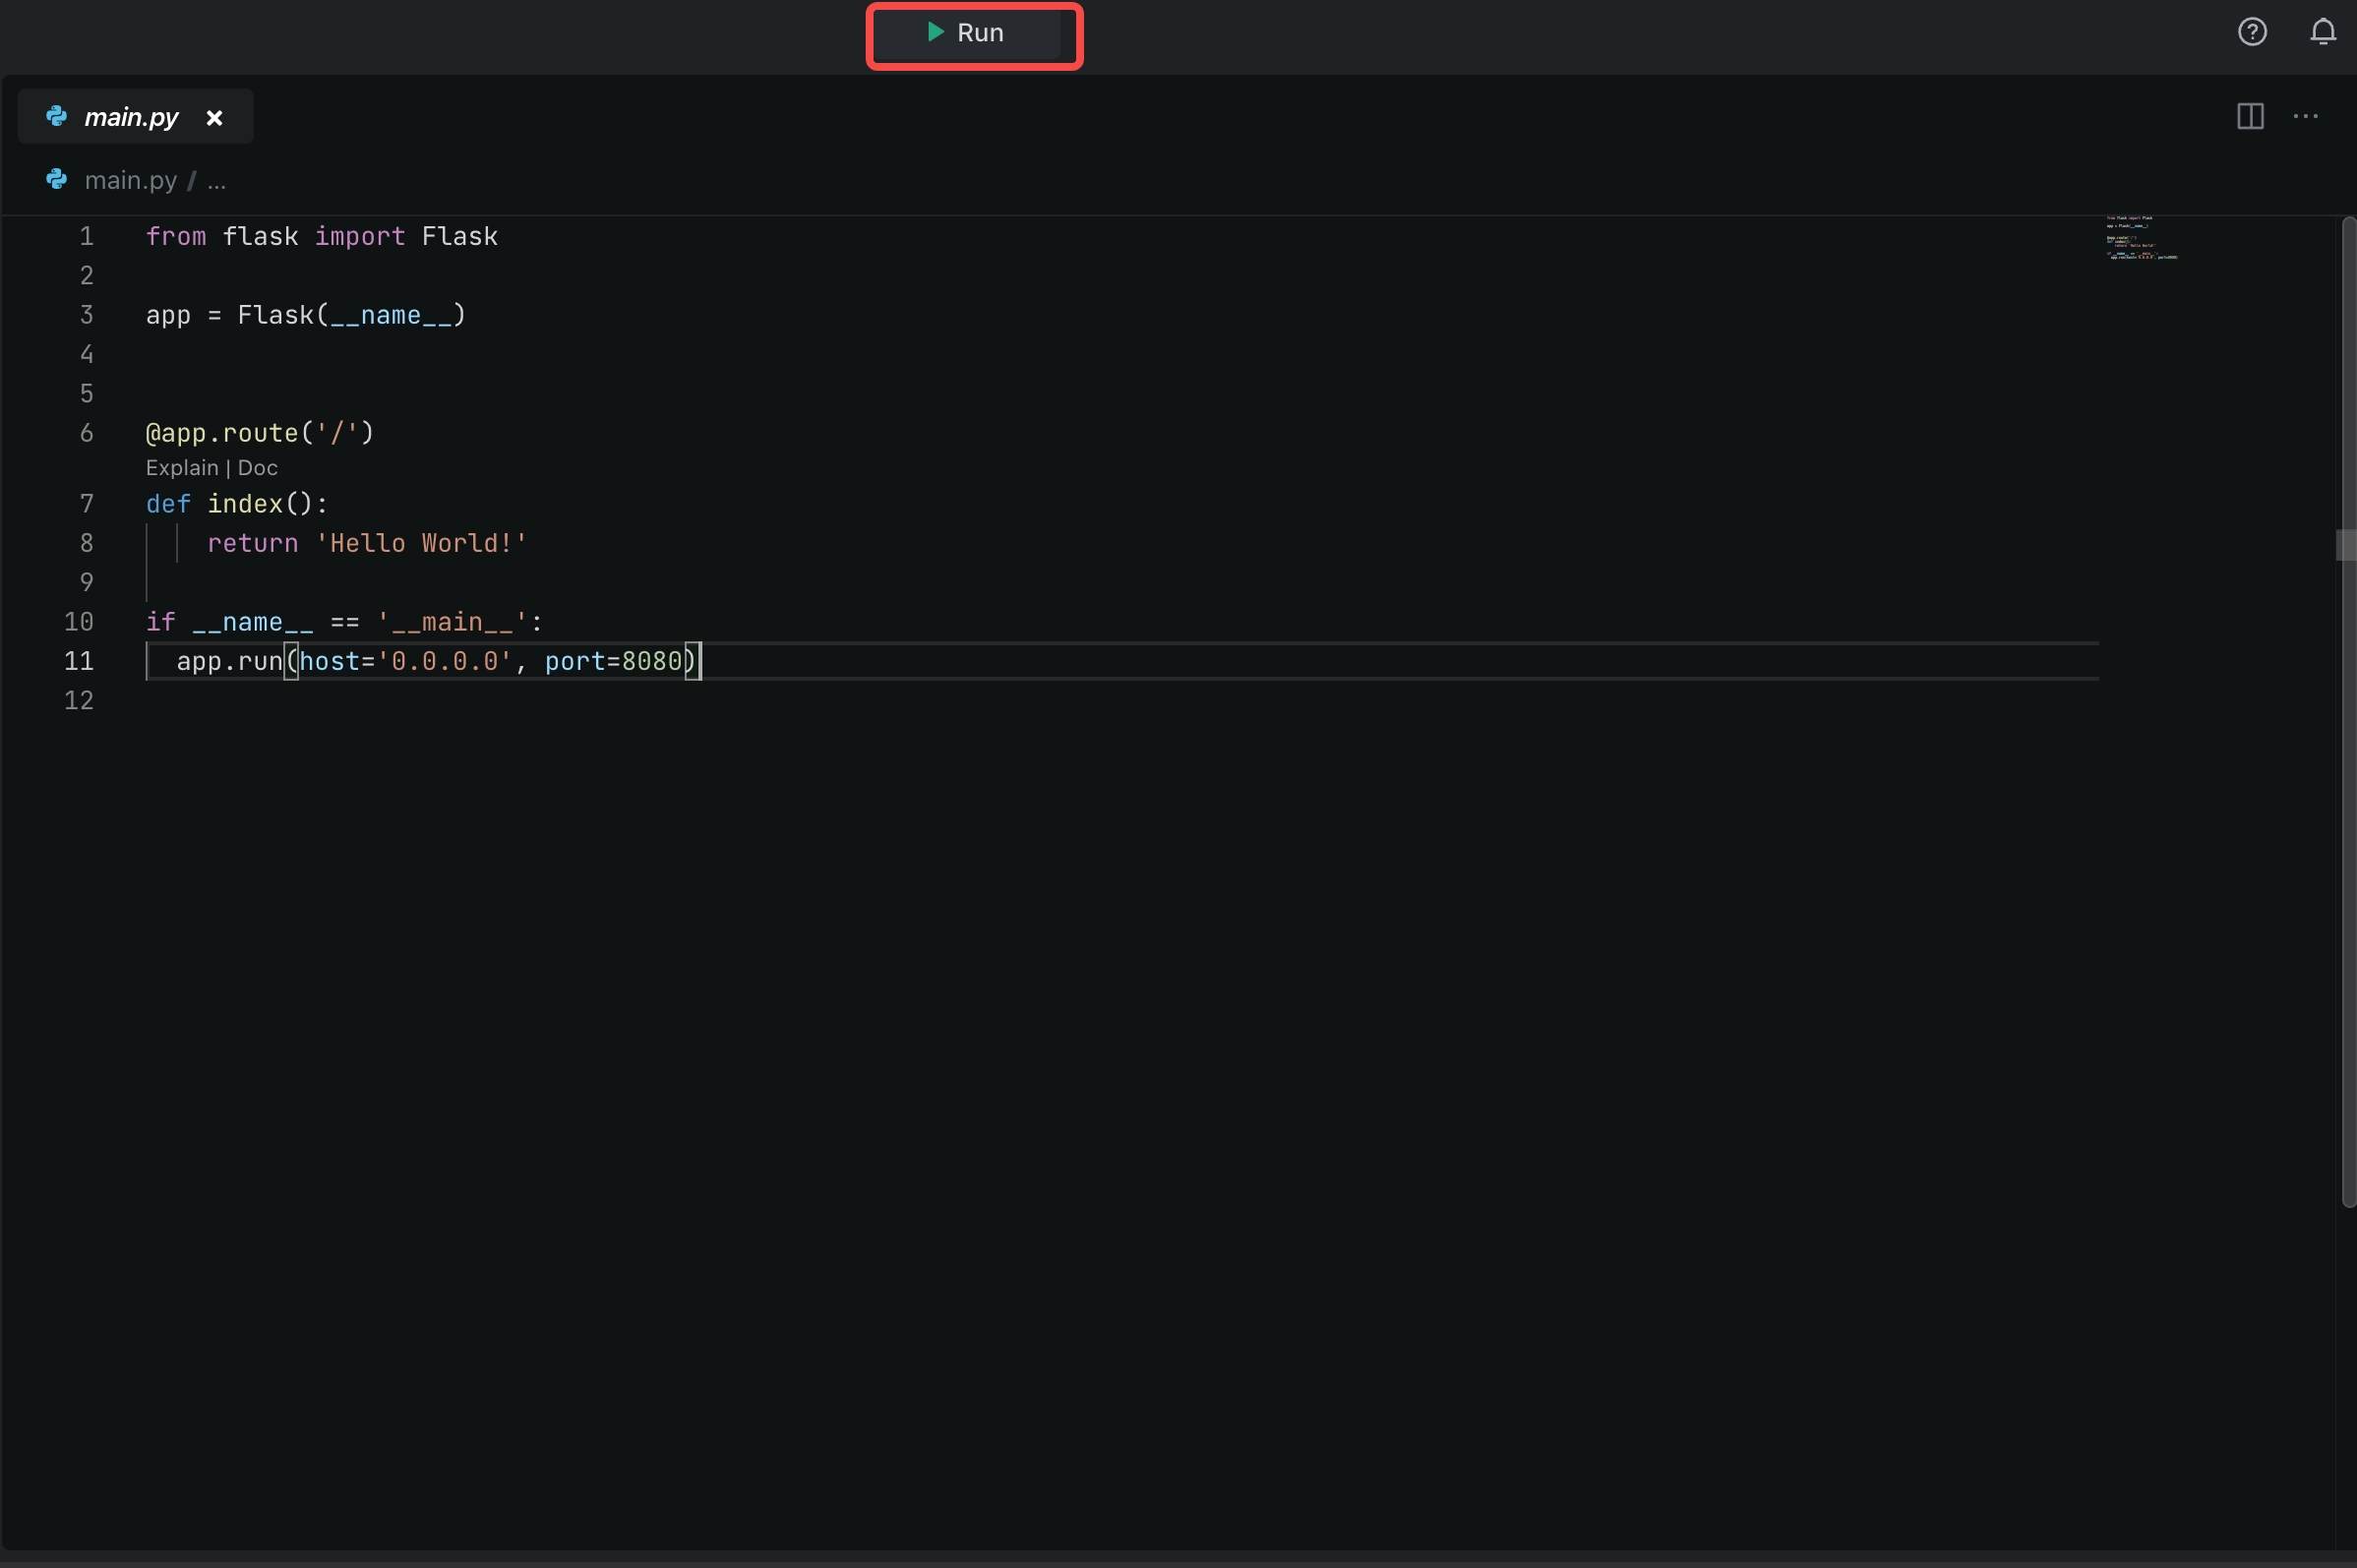 Run
main.py
main.py / ...
1 from flask import Flask
2
3 app = Flask(__name__)
4
5
6 @app.route('/')
Explain | Doc
7 def index():
8     return 'Hello World!'
9
10 if __name__ == '__main__':
11   app.run(host='0.0.0.0', port=8080)
12